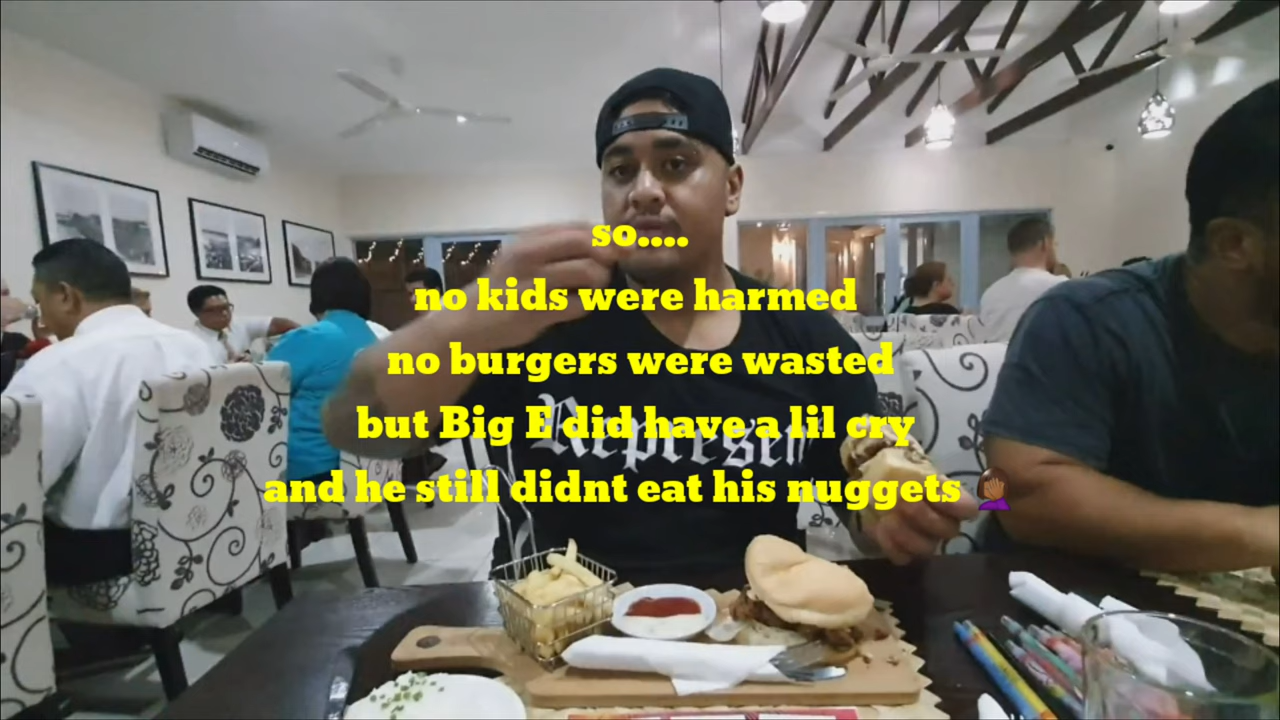 so....
no kids were harmed
no burgers were wasted
but Big E did have a lil cry
Represent
and he still didnt eat his nuggets 🤦🏾‍♀️